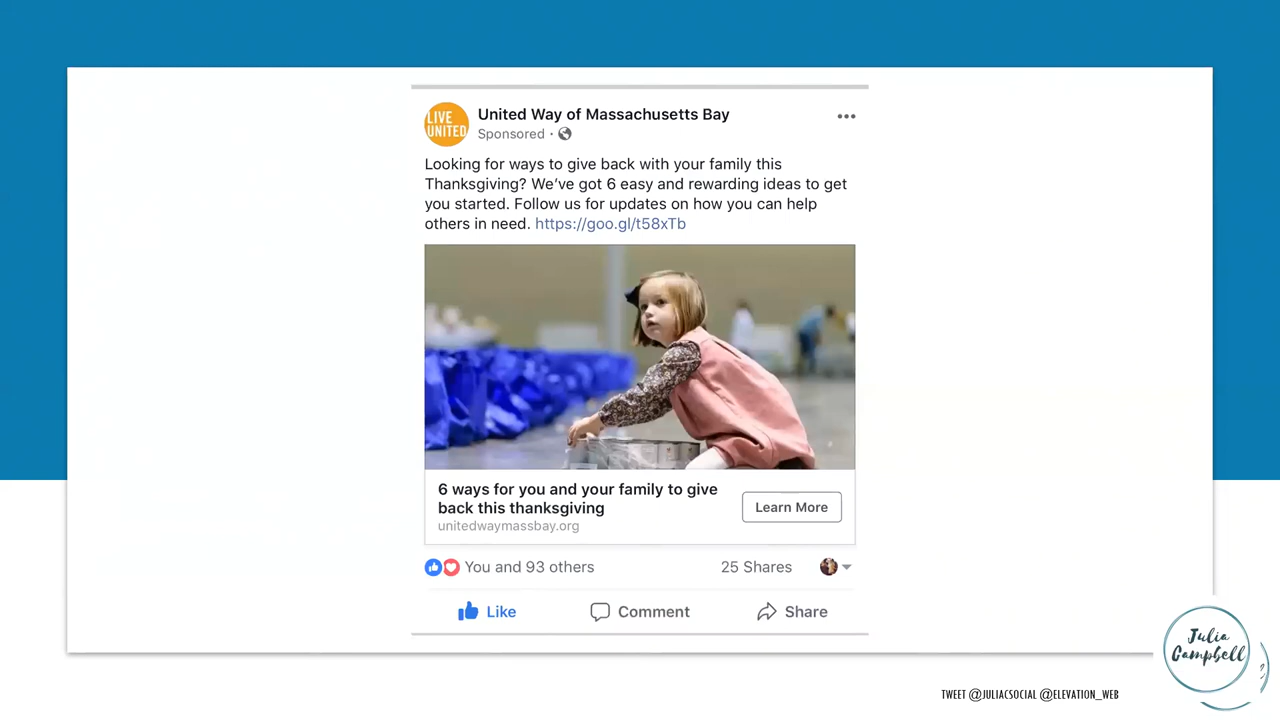 LIVE
UNITED
United Way of Massachusetts Bay
Sponsored ·
Looking for ways to give back with your family this
Thanksgiving? We've got 6 easy and rewarding ideas to get
you started. Follow us for updates on how you can help
others in need. https://goo.gl/t58xTb
6 ways for you and your family to give
back this thanksgiving
unitedwaymassbay.org
Learn More
You and 93 others
25 Shares
Like
Comment
Share
Julia
Campbell
TWEET @JULIACSOCIAL @ELEVATION_WEB